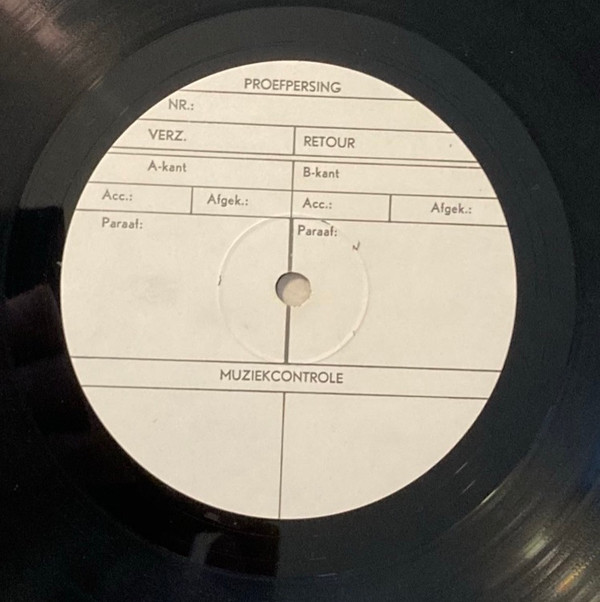 PROEFPERSING
NR.:
VERZ. RETOUR
A-kant B-kant
Acc.: Afgek.: Acc.: Afgek.:
Paraaf: Paraaf:
MUZIEKCONTROLE